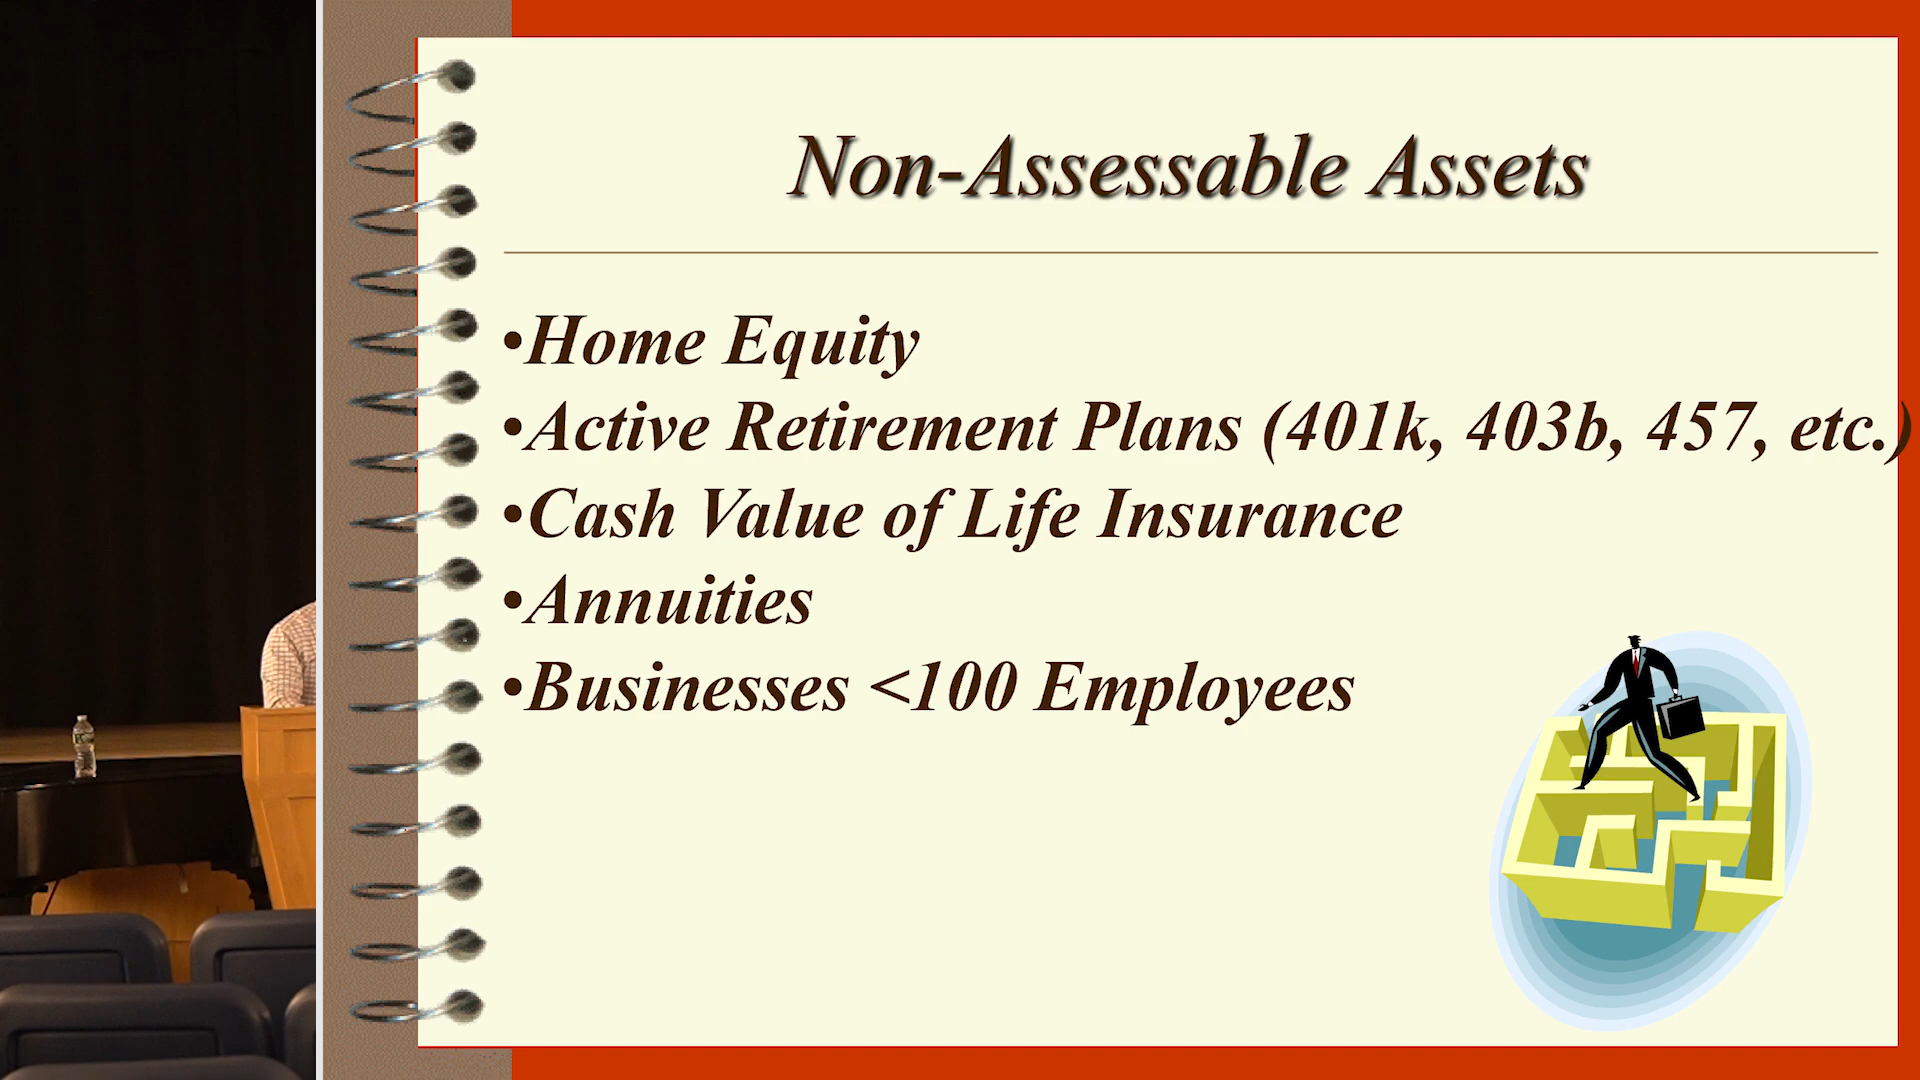 Non-Assessable Assets
•Home Equity
•Active Retirement Plans (401k, 403b, 457, etc.)
•Cash Value of Life Insurance
•Annuities
•Businesses <100 Employees